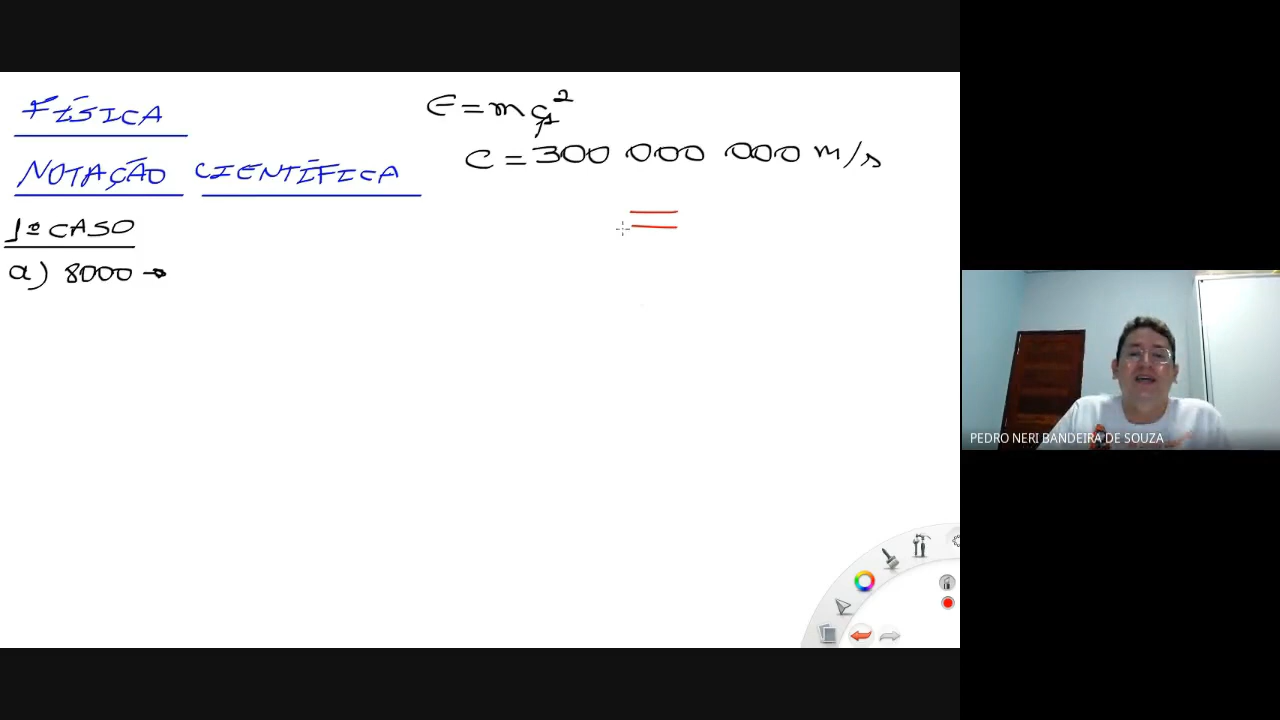 FÍSICA
NOTAÇÃO CIENTÍFICA
1º CASO
a) 8000 →
E = mc²
C = 300 000 000 m/s
=
PEDRO NERI BANDEIRA DE SOUZA